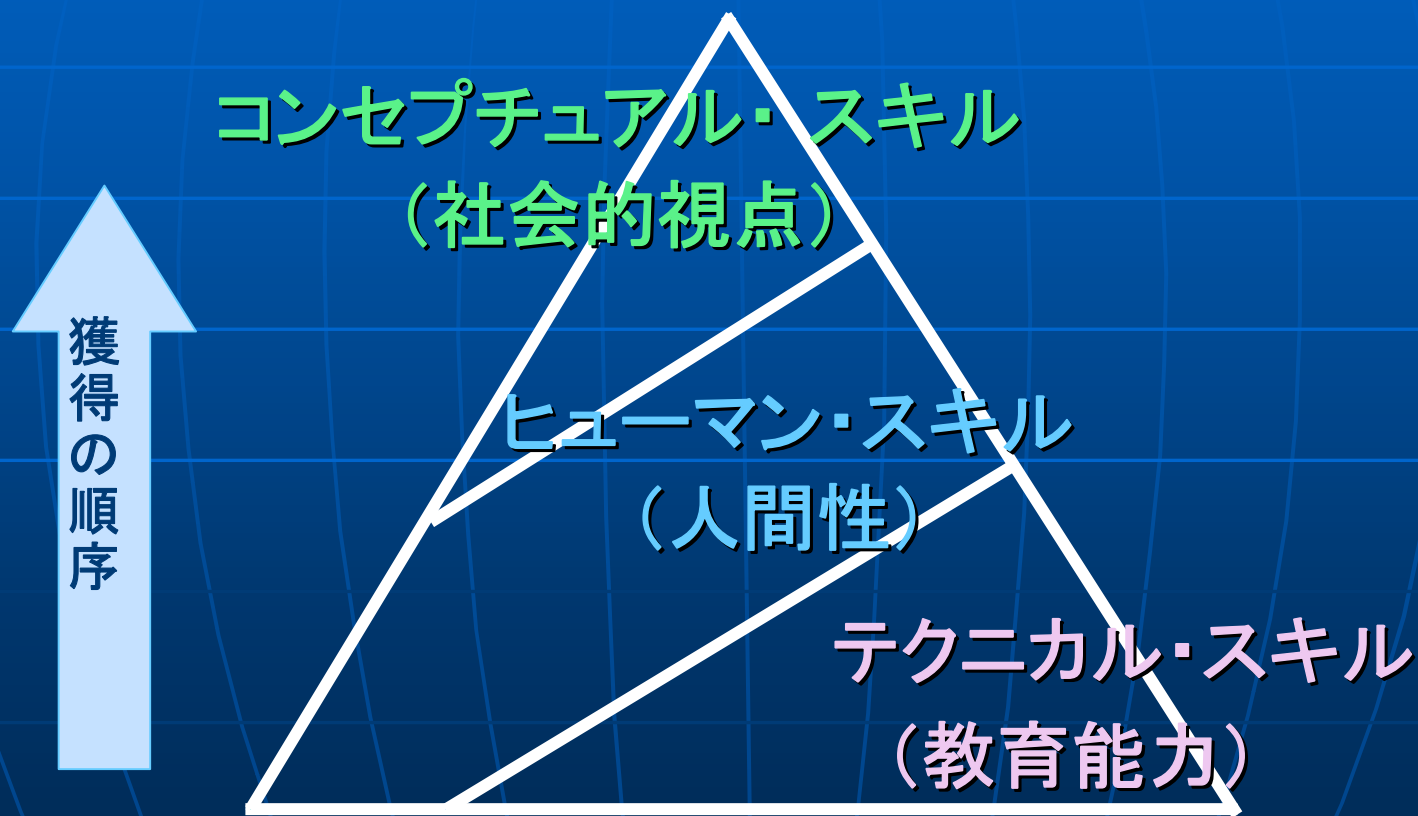 コンセプチュアル・スキル
（社会的視点）
獲得の順序
ヒューマン・スキル
（人間性）
テクニカル・スキル
（教育能力）